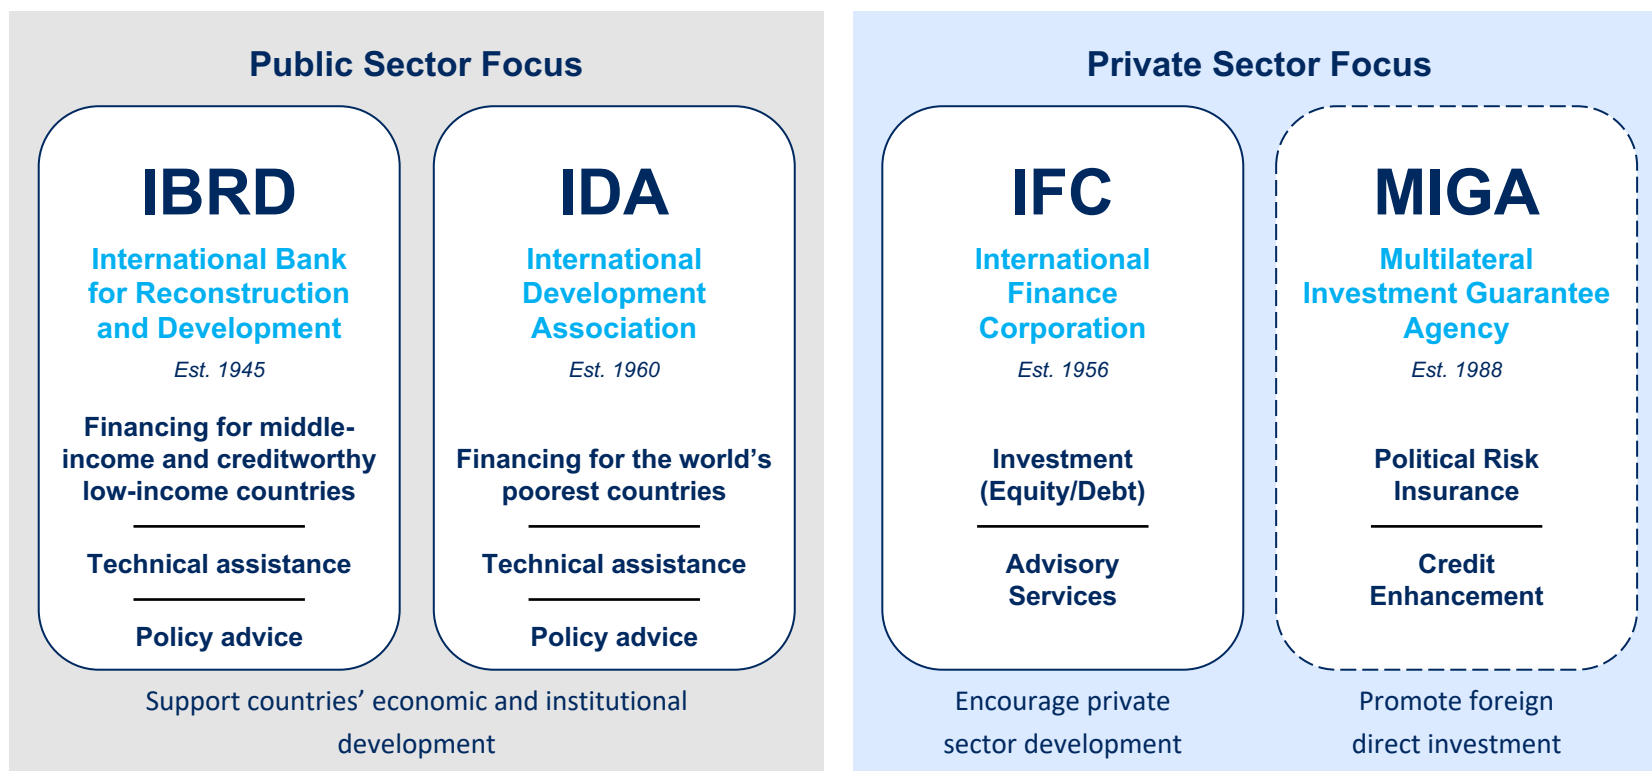 Public Sector Focus
IBRD
International Bank
for Reconstruction
and Development
Est. 1945
Financing for middle-
income and creditworthy
low-income countries
Technical assistance
Policy advice
IDA
International
Development
Association
Est. 1960
Financing for the world’s
poorest countries
Technical assistance
Policy advice
Support countries’ economic and institutional
development
Private Sector Focus
IFC
International
Finance
Corporation
Est. 1956
Investment
(Equity/Debt)
Advisory
Services
Encourage private
sector development
MIGA
Multilateral
Investment Guarantee
Agency
Est. 1988
Political Risk
Insurance
Credit
Enhancement
Promote foreign
direct investment